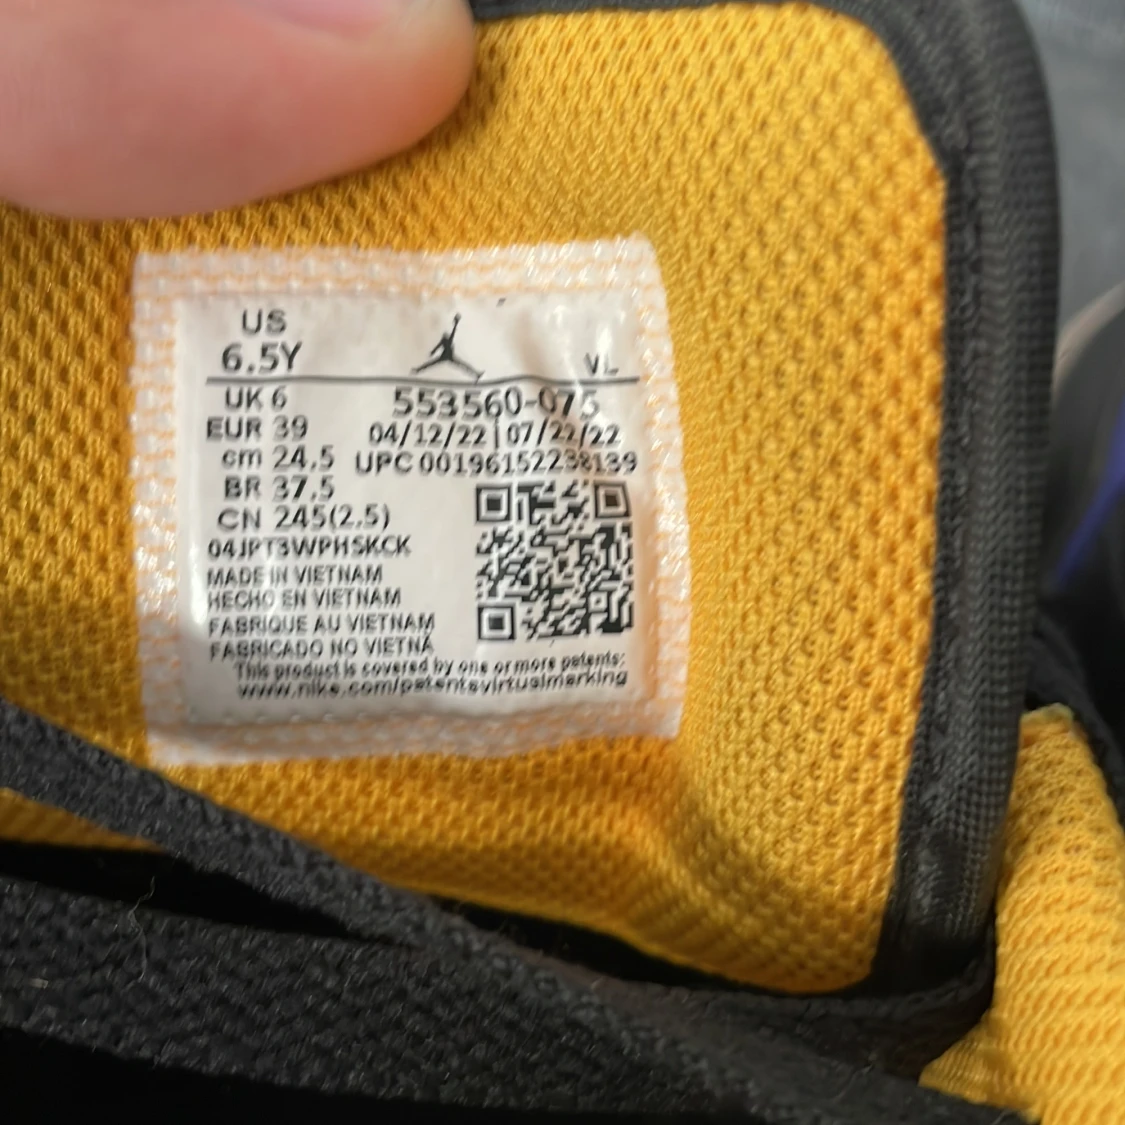 US
6.5Y
VL
UK 6
553560-075
EUR 39
04/12/22 | 07/22/22
cm 24.5
UPC 00196152238139
BR 37.5
CN 245(2.5)
04JPT3WPHSKCK
MADE IN VIETNAM
HECHO EN VIETNAM
FABRIQUE AU VIETNAM
FABRICADO NO VIETNÃ
This product is covered by one or more patents:
www.nike.com/patentsvirtualmarking